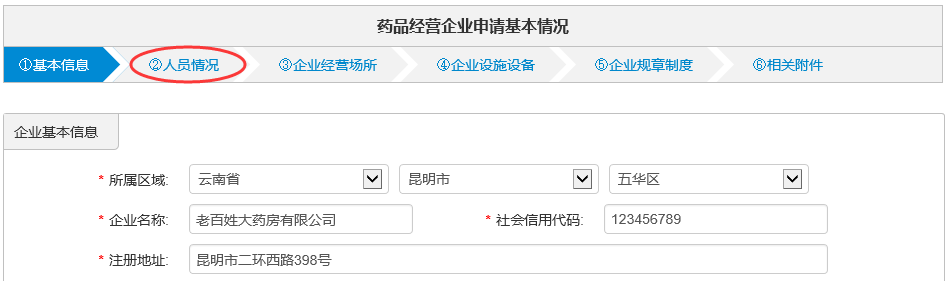 药品经营企业申请基本情况
①基本信息 ②人员情况 ③企业经营场所 ④企业设施设备 ⑤企业规章制度 ⑥相关附件
企业基本信息
* 所属区域: 云南省 昆明市 五华区
* 企业名称: 老百姓大药房有限公司 * 社会信用代码: 123456789
* 注册地址: 昆明市二环西路398号